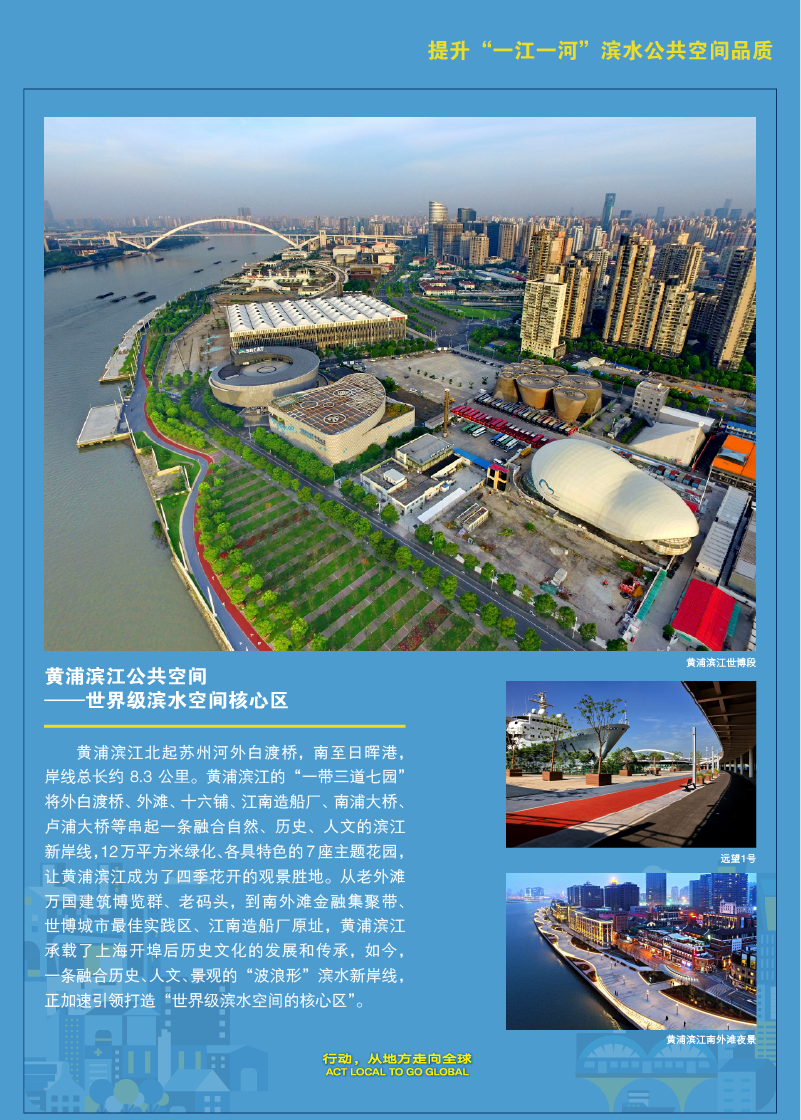 提升“一江一河”滨水公共空间品质
黄浦滨江世博段
黄浦滨江公共空间
——世界级滨水空间核心区
黄浦滨江北起苏州河外白渡桥，南至日晖港，
岸线总长约 8.3 公里。黄浦滨江的“一带三道七园”
将外白渡桥、外滩、十六铺、江南造船厂、南浦大桥、
卢浦大桥等串起一条融合自然、历史、人文的滨江
新岸线，12万平方米绿化、各具特色的7座主题花园，
让黄浦滨江成为了四季花开的观景胜地。从老外滩
万国建筑博览群、老码头，到南外滩金融集聚带、
世博城市最佳实践区、江南造船厂原址，黄浦滨江
承载了上海开埠后历史文化的发展和传承，如今，
一条融合历史、人文、景观的“波浪形”滨水新岸线，
正加速引领打造“世界级滨水空间的核心区”。
远望1号
黄浦滨江南外滩夜景
行动，从地方走向全球
ACT LOCAL TO GO GLOBAL